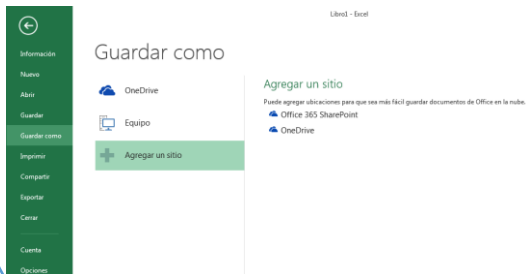 Libro1 - Excel
Información
Nuevo
Abrir
Guardar
Guardar como
Imprimir
Compartir
Exportar
Cerrar
Cuenta
Opciones
Guardar como
OneDrive
Equipo
Agregar un sitio
Agregar un sitio
Puede agregar ubicaciones para que sea más fácil guardar documentos de Office en la nube.
Office 365 SharePoint
OneDrive